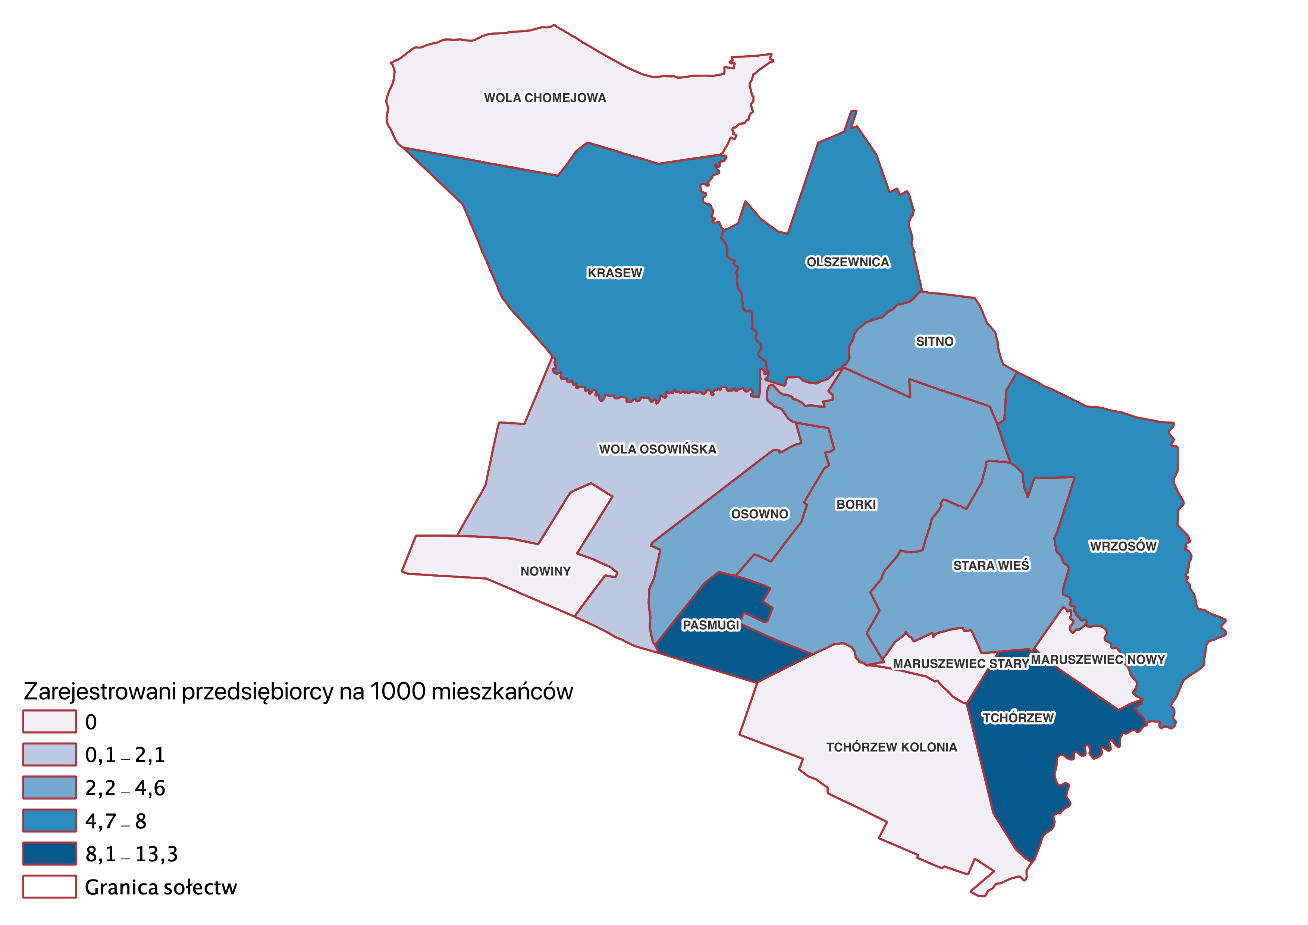 WOLA CHOMEJOWA
OLSZEWNICA
KRASEW
SITNO
WOLA OSOWIŃSKA
BORKI
OSOWNO
WRZOSÓW
STARA WIEŚ
NOWINY
PASMUGI
MARUSZEWIEC STARY
MARUSZEWIEC NOWY
TCHÓRZEW
TCHÓRZEW KOLONIA
Zarejestrowani przedsiębiorcy na 1000 mieszkańców
0
0,1 – 2,1
2,2 – 4,6
4,7 – 8
8,1 – 13,3
Granica sołectw